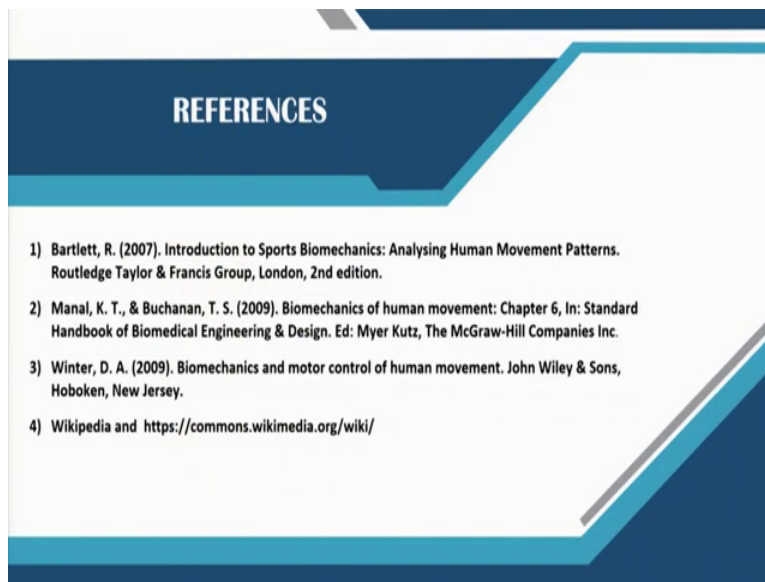 REFERENCES
1) Bartlett, R. (2007). Introduction to Sports Biomechanics: Analysing Human Movement Patterns.
Routledge Taylor & Francis Group, London, 2nd edition.
2) Manal, K. T., & Buchanan, T. S. (2009). Biomechanics of human movement: Chapter 6, In: Standard
Handbook of Biomedical Engineering & Design. Ed: Myer Kutz, The McGraw-Hill Companies Inc.
3) Winter, D. A. (2009). Biomechanics and motor control of human movement. John Wiley & Sons,
Hoboken, New Jersey.
4) Wikipedia and https://commons.wikimedia.org/wiki/